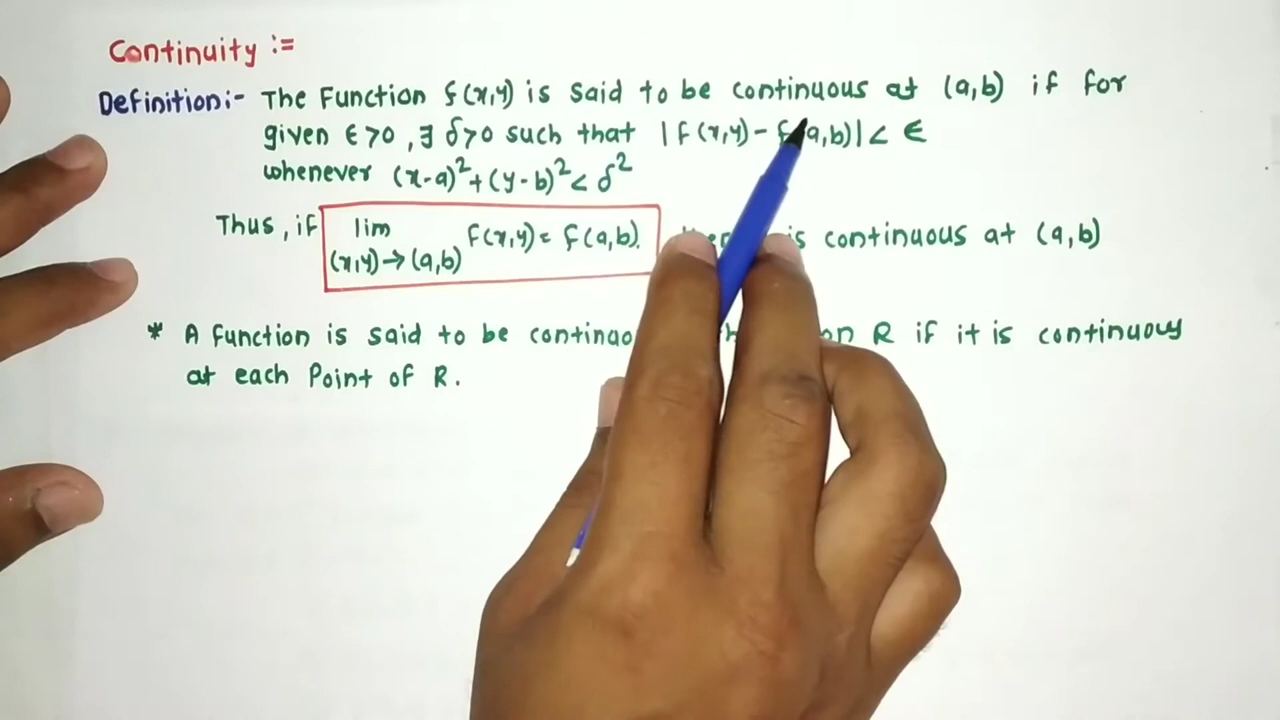 Continuity :=
Definition:- The Function f(x,y) is said to be continuous at (a,b) if for
given ϵ>0, ∃ δ>0 such that |f(x,y)- f(a,b)|< ϵ
whenever (x-a)²+(y-b)²< δ²
Thus, if lim (x,y)→(a,b) f(x,y)= f(a,b). is continuous at (a,b)
* A function is said to be on R if it is continuous
at each Point of R.